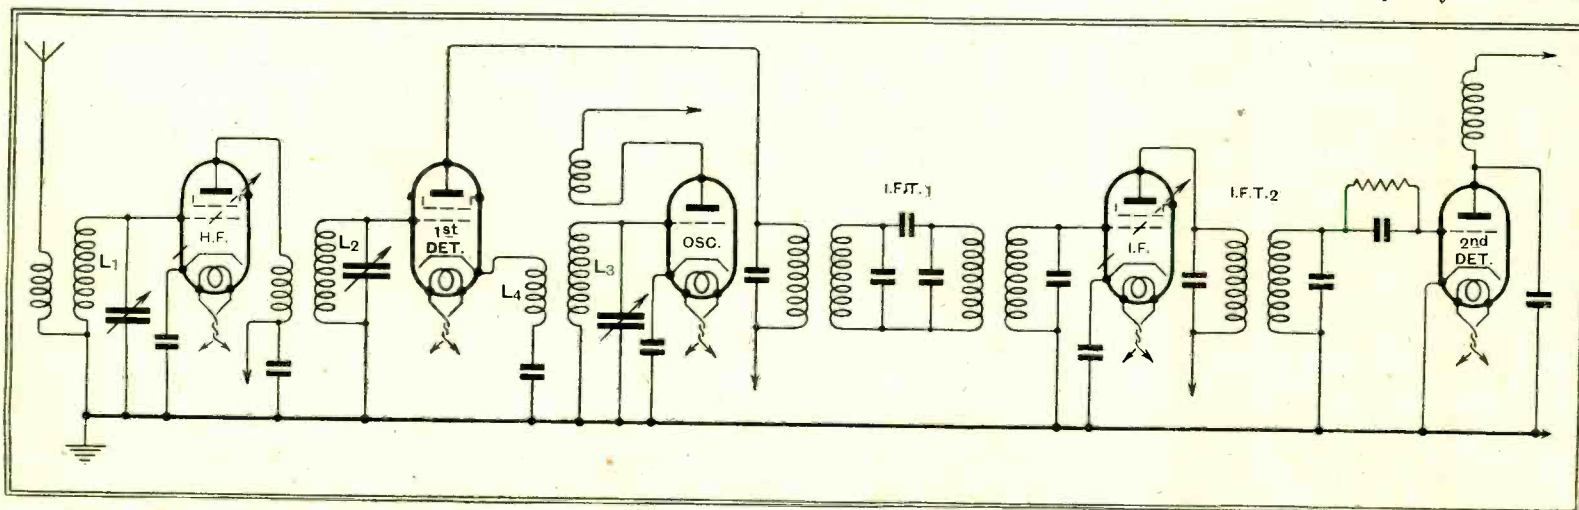 L1
H.F.
L2
1st
DET.
L4
L3
OSC.
I.F.T. 1
I.F.
I.F.T. 2
2nd
DET.